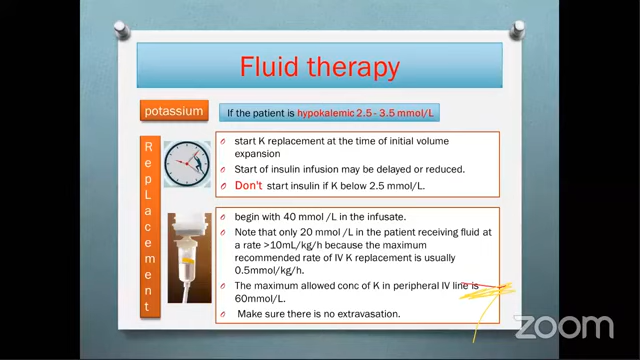 Fluid therapy
potassium
If the patient is hypokalemic 2.5 - 3.5 mmol/L
RepLacement
start K replacement at the time of initial volume
expansion
Start of insulin infusion may be delayed or reduced.
Don't start insulin if K below 2.5 mmol/L.
begin with 40 mmol /L in the infusate.
Note that only 20 mmol /L in the patient receiving fluid at
a rate >10mL/kg/h because the maximum
recommended rate of IV K replacement is usually
0.5mmol/kg/h.
The maximum allowed conc of K in peripheral IV line is
60mmol/L.
Make sure there is no extravasation.
zoom